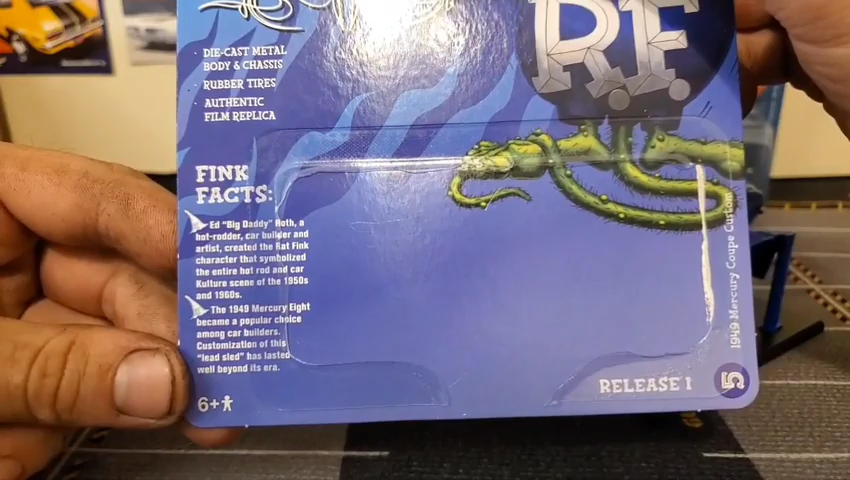 R.F.
· DIE-CAST METAL
BODY & CHASSIS
· RUBBER TIRES
· AUTHENTIC
FILM REPLICA
FINK
FACTS:
Ed "Big Daddy" Roth, a
hot-rodder, car builder and
artist, created the Rat Fink
character that symbolized
the entire hot rod and car
Kulture scene of the 1950s
and 1960s.
The 1949 Mercury Eight
became a popular choice
among car builders.
Customization of this
"lead sled" has lasted
well beyond its era.
6+
1949 Mercury Coupe Custom
RELEASE 1
5